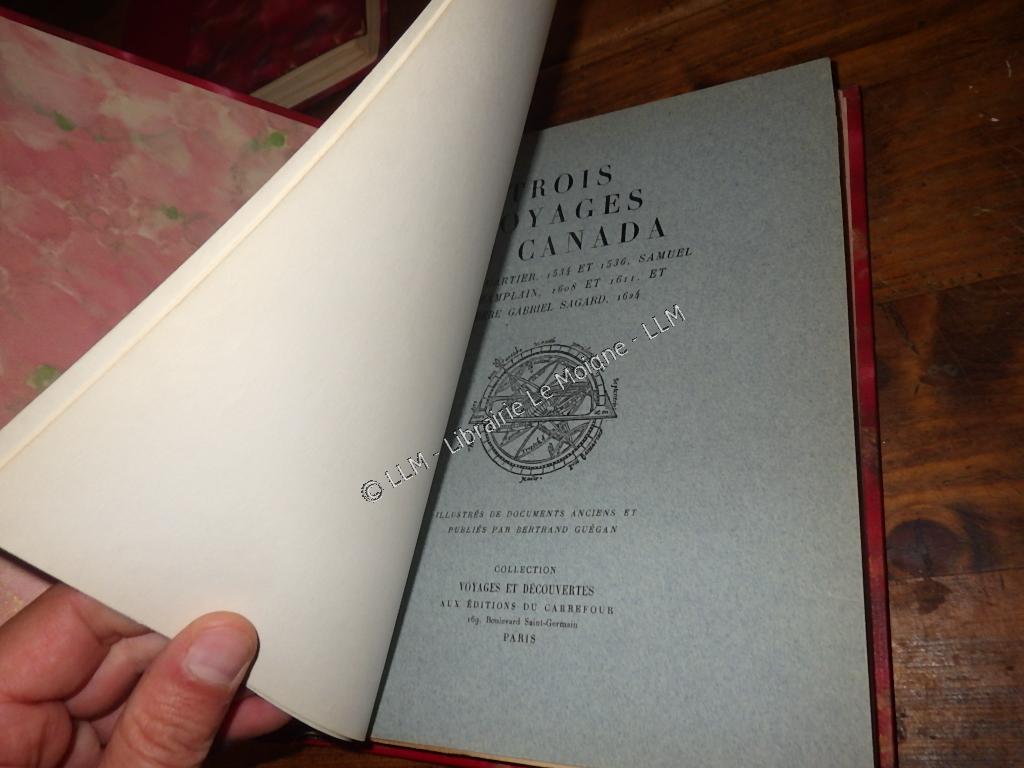 TROIS
OYAGES
CANADA
ARTIER, 1534 ET 1536, SAMUEL
MPLAIN, 1608 ET 1611, ET
RE GABRIEL SAGARD, 1624
© LLM - Librairie Le Moigne - LLM
ILLUSTRÉS DE DOCUMENTS ANCIENS ET
PUBLIÉS PAR BERTRAND GUÉGAN
COLLECTION
VOYAGES ET DÉCOUVERTES
AUX ÉDITIONS DU CARREFOUR
169, Boulevard Saint-Germain
PARIS